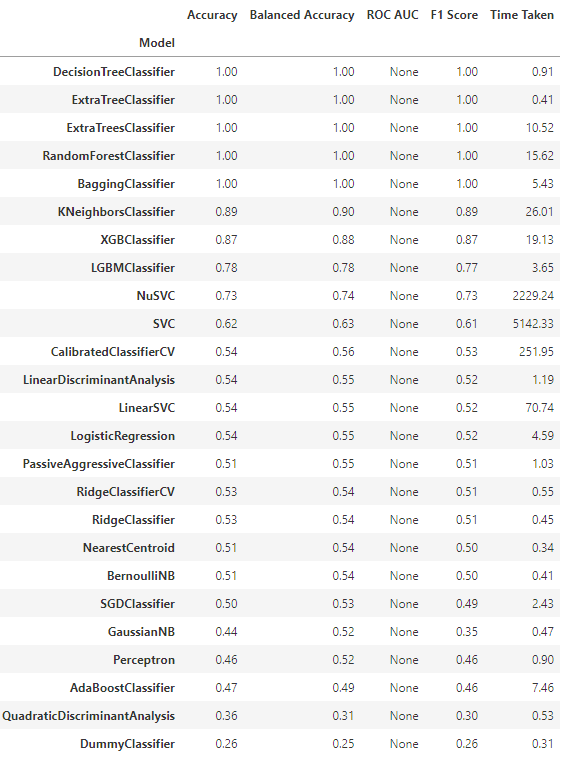 Accuracy Balanced Accuracy ROC AUC F1 Score Time Taken
Model
DecisionTreeClassifier 1.00 1.00 None 1.00 0.91
ExtraTreeClassifier 1.00 1.00 None 1.00 0.41
ExtraTreesClassifier 1.00 1.00 None 1.00 10.52
RandomForestClassifier 1.00 1.00 None 1.00 15.62
BaggingClassifier 1.00 1.00 None 1.00 5.43
KNeighborsClassifier 0.89 0.90 None 0.89 26.01
XGBClassifier 0.87 0.88 None 0.87 19.13
LGBMClassifier 0.78 0.78 None 0.77 3.65
NuSVC 0.73 0.74 None 0.73 2229.24
SVC 0.62 0.63 None 0.61 5142.33
CalibratedClassifierCV 0.54 0.56 None 0.53 251.95
LinearDiscriminantAnalysis 0.54 0.55 None 0.52 1.19
LinearSVC 0.54 0.55 None 0.52 70.74
LogisticRegression 0.54 0.55 None 0.52 4.59
PassiveAggressiveClassifier 0.51 0.55 None 0.51 1.03
RidgeClassifierCV 0.53 0.54 None 0.51 0.55
RidgeClassifier 0.53 0.54 None 0.51 0.45
NearestCentroid 0.51 0.54 None 0.50 0.34
BernoulliNB 0.51 0.54 None 0.50 0.41
SGDClassifier 0.50 0.53 None 0.49 2.43
GaussianNB 0.44 0.52 None 0.35 0.47
Perceptron 0.46 0.52 None 0.46 0.90
AdaBoostClassifier 0.47 0.49 None 0.46 7.46
QuadraticDiscriminantAnalysis 0.36 0.31 None 0.30 0.53
DummyClassifier 0.26 0.25 None 0.26 0.31